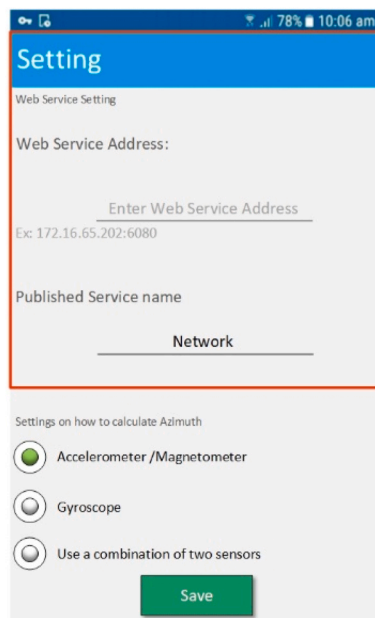 78% 10:06 am
Setting
Web Service Setting
Web Service Address:
Enter Web Service Address
Ex: 172.16.65.202:6080
Published Service name
Network
Settings on how to calculate Azimuth
Accelerometer /Magnetometer
Gyroscope
Use a combination of two sensors
Save